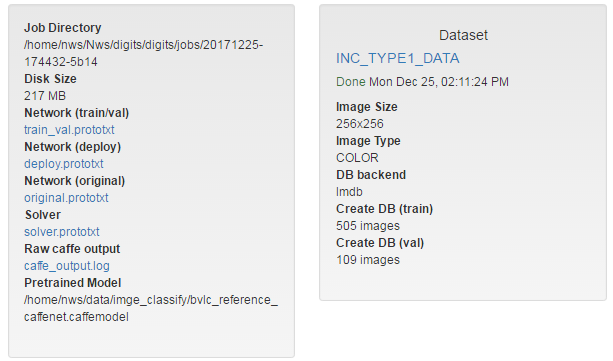 Job Directory
/home/nws/Nws/digits/digits/jobs/20171225-
174432-5b14
Disk Size
217 MB
Network (train/val)
train_val.prototxt
Network (deploy)
deploy.prototxt
Network (original)
original.prototxt
Solver
solver.prototxt
Raw caffe output
caffe_output.log
Pretrained Model
/home/nws/data/imge_classify/bvlc_reference_
caffenet.caffemodel
Dataset
INC_TYPE1_DATA
Done Mon Dec 25, 02:11:24 PM
Image Size
256x256
Image Type
COLOR
DB backend
lmdb
Create DB (train)
505 images
Create DB (val)
109 images